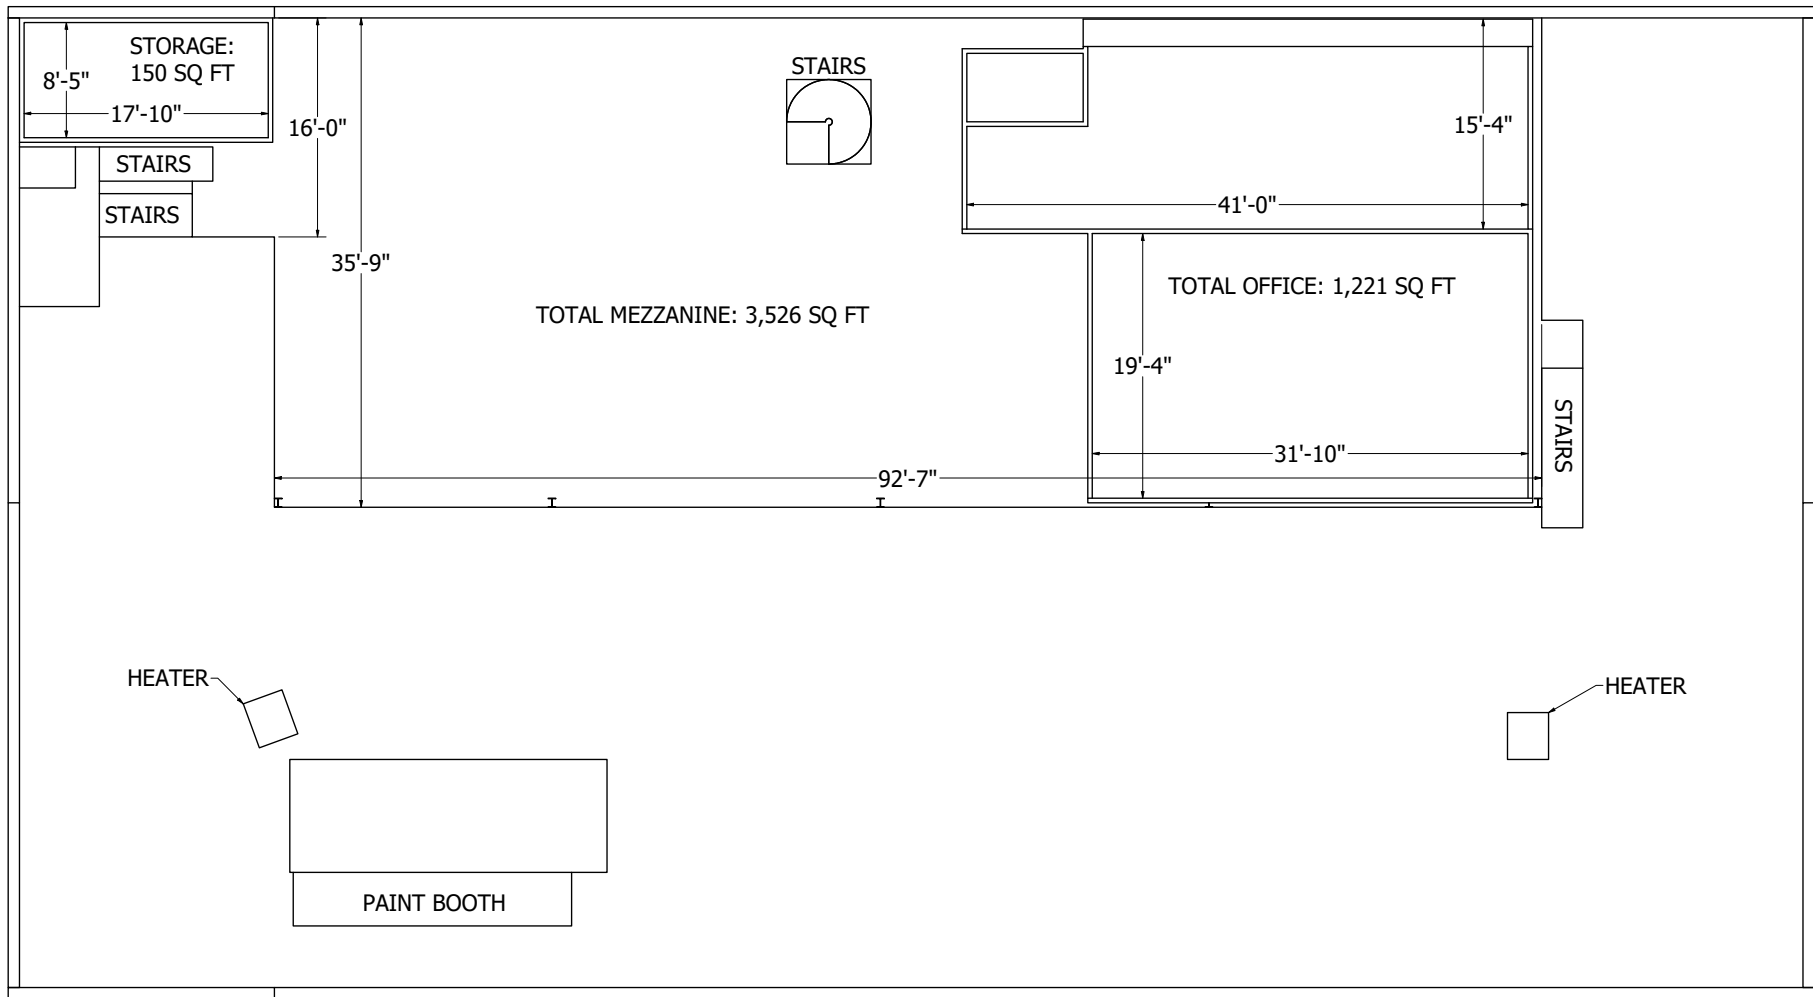 STORAGE:
150 SQ FT
8'-5"
17'-10"
16'-0"
STAIRS
15'-4"
STAIRS
STAIRS
41'-0"
35'-9"
TOTAL OFFICE: 1,221 SQ FT
TOTAL MEZZANINE: 3,526 SQ FT
19'-4"
STAIRS
31'-10"
92'-7"
HEATER
HEATER
PAINT BOOTH